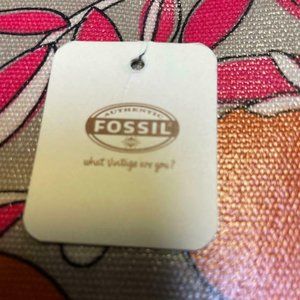 AUTHENTIC
FOSSIL
what Vintage are you?